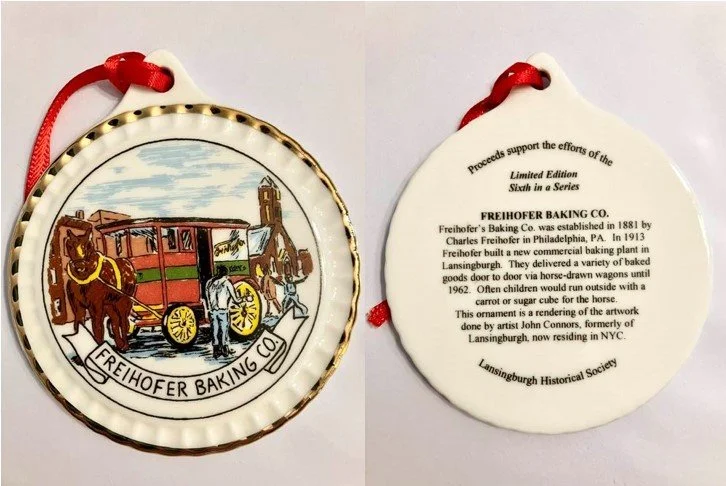 Freihofer
FREIHOFER BAKING CO.
Proceeds support the efforts of the
Limited Edition
Sixth in a Series
FREIHOFER BAKING CO.
Freihofer's Baking Co. was established in 1881 by
Charles Freihofer in Philadelphia, PA. In 1913
Freihofer built a new commercial baking plant in
Lansingburgh. They delivered a variety of baked
goods door to door via horse-drawn wagons until
1962. Often children would run outside with a
carrot or sugar cube for the horse.
This ornament is a rendering of the artwork
done by artist John Connors, formerly of
Lansingburgh, now residing in NYC.
Lansingburgh Historical Society